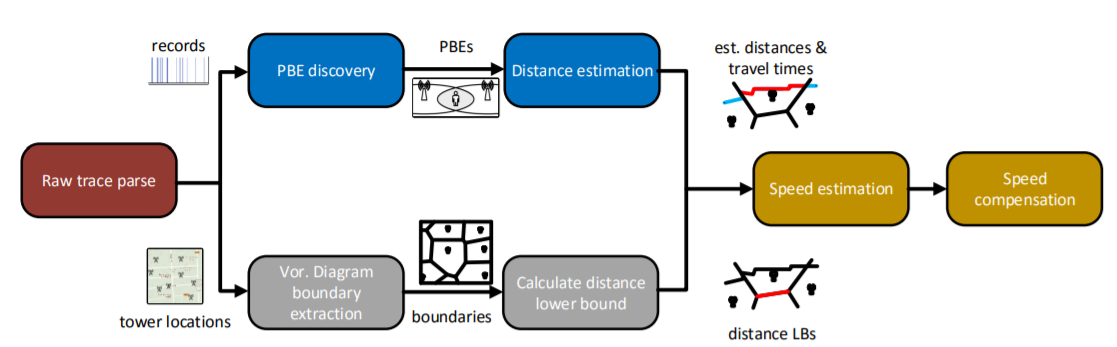 records
PBE discovery
PBEs
Distance estimation
est. distances &
travel times
Raw trace parse
Speed estimation
Speed
compensation
tower locations
Vor. Diagram
boundary
extraction
boundaries
Calculate distance
lower bound
distance LBs